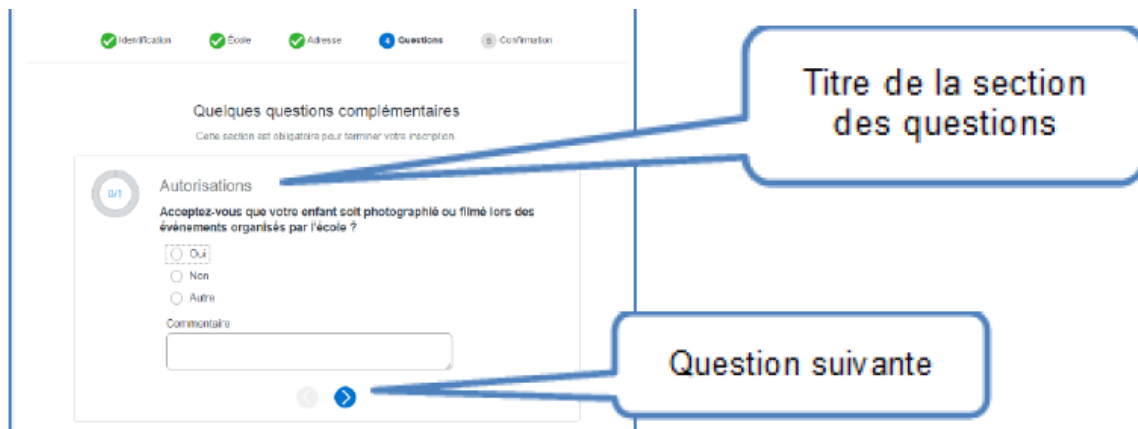 Identification École Adresse 4 Questions 5 Confirmation
Quelques questions complémentaires
Cette section est obligatoire pour terminer votre inscription.
0/1
Autorisations
Acceptez-vous que votre enfant soit photographié ou filmé lors des
événements organisés par l'école ?
Oui
Non
Autre
Commentaire
Titre de la section
des questions
Question suivante